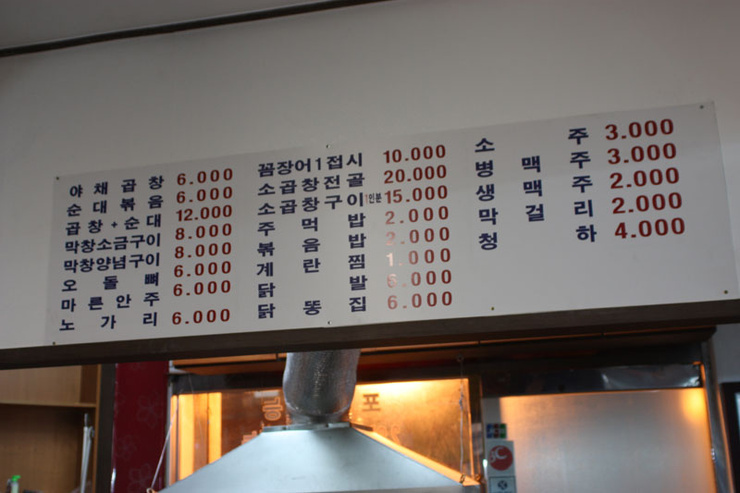 야채곱창 6.000
순대볶음 6.000
곱창+순대 12.000
막창소금구이 8.000
막창양념구이 8.000
오돌뼈 6.000
마른안주 6.000
노가리 6.000
꼼장어1접시 10.000
소곱창전골 20.000
소곱창구이 1인분 15.000
주먹밥 2.000
볶음밥
계란찜 1.000
닭발 6.000
닭똥집 6.000
소주 3.000
병맥주 3.000
생맥주 2.000
막걸리 2.000
청하 4.000